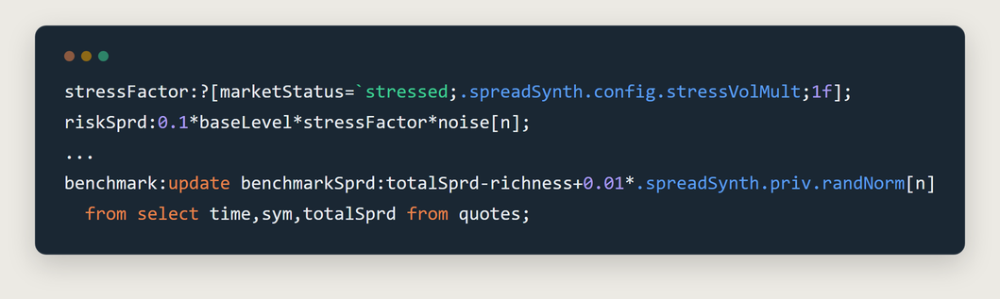 stressFactor:?[marketStatus=`stressed;.spreadSynth.config.stressVolMult;1f];
riskSprd:0.1*baseLevel*stressFactor*noise[n];
...
benchmark:update benchmarkSprd:totalSprd-richness+0.01*.spreadSynth.priv.randNorm[n]
  from select time,sym,totalSprd from quotes;